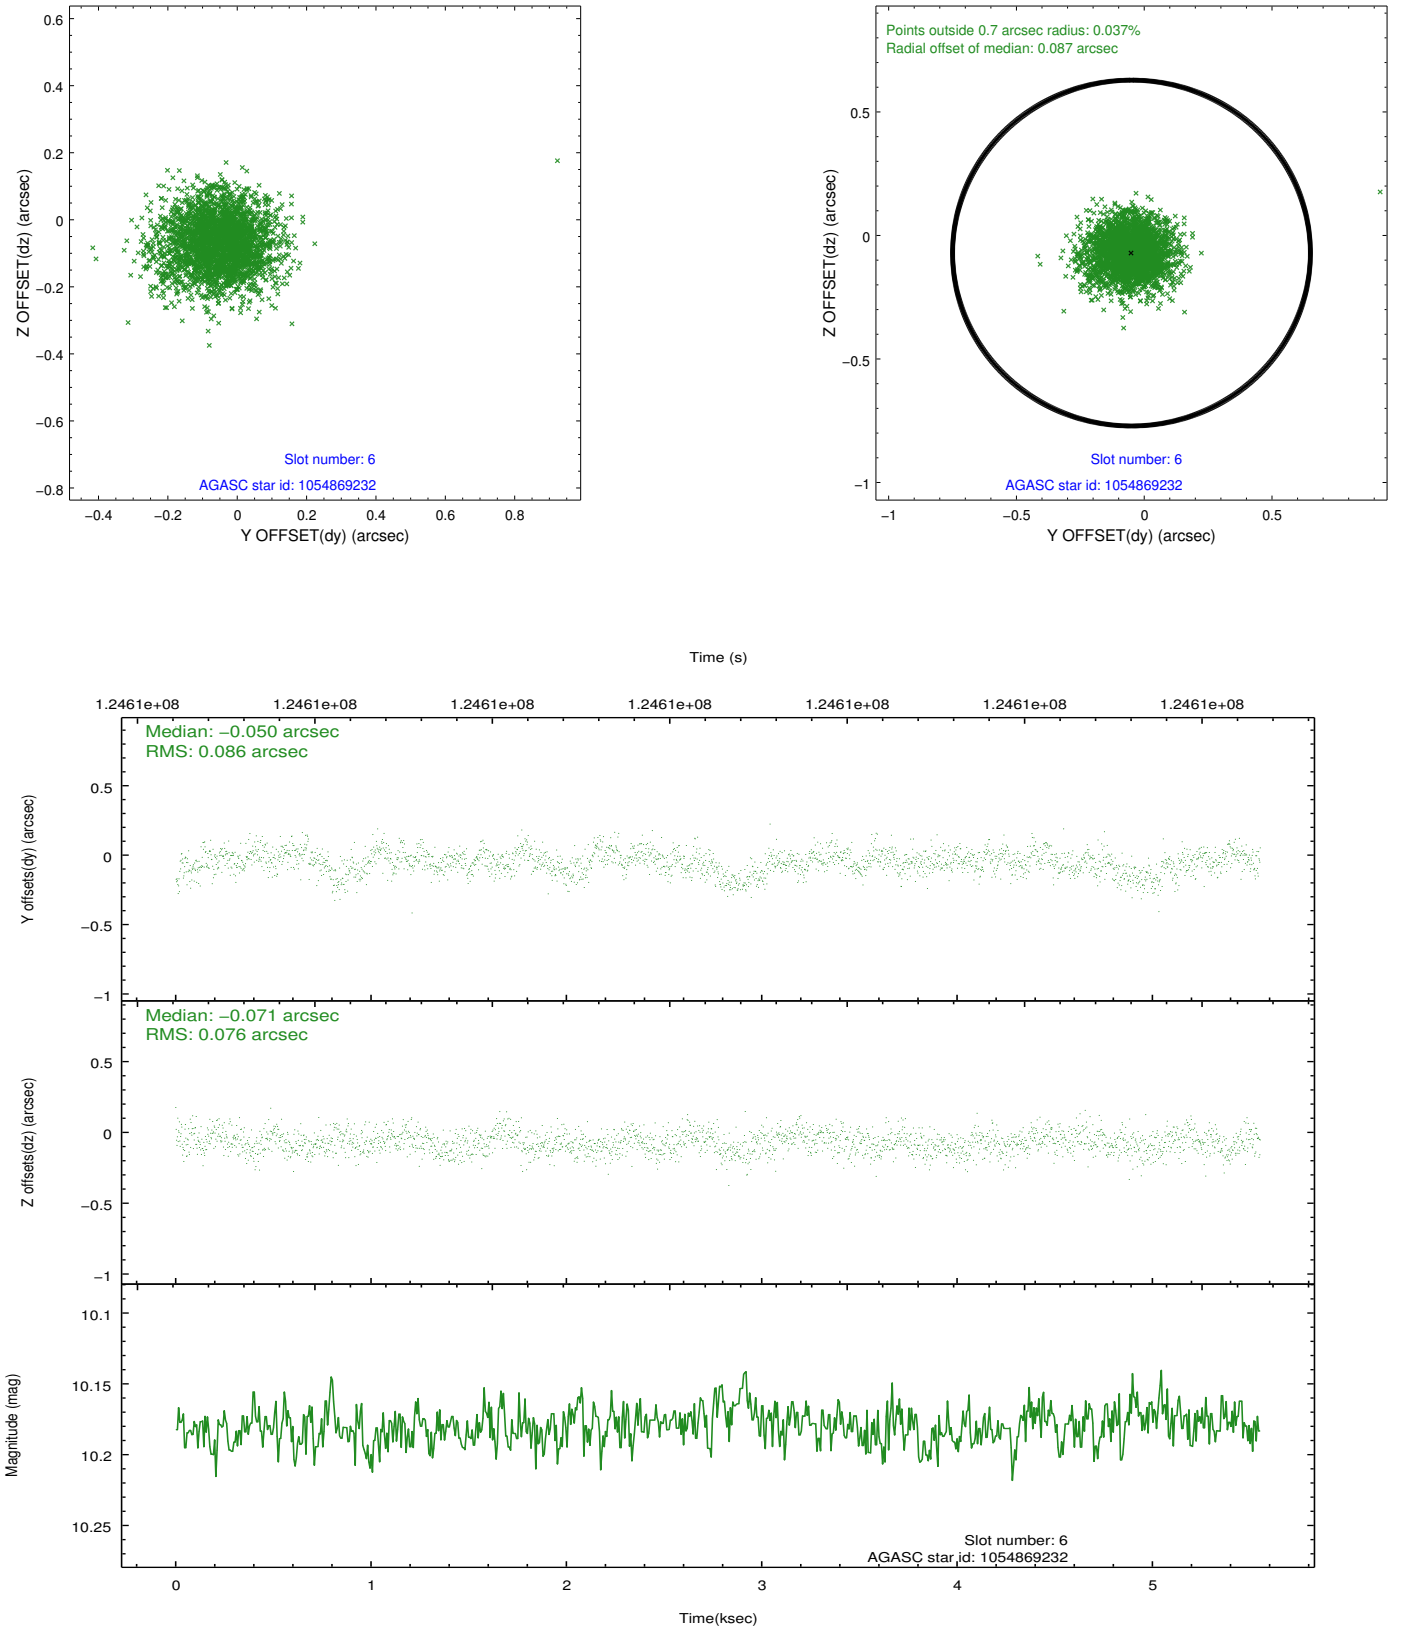 0.6
0.4
0.2
0
−0.2
−0.4
−0.6
−0.8
Z OFFSET(dz) (arcsec)
Slot number: 6
AGASC star id: 1054869232
−0.4 −0.2 0 0.2 0.4 0.6 0.8
Y OFFSET(dy) (arcsec)
Points outside 0.7 arcsec radius: 0.037%
Radial offset of median: 0.087 arcsec
0.5
0
−0.5
−1
Z OFFSET(dz) (arcsec)
Slot number: 6
AGASC star id: 1054869232
−1 −0.5 0 0.5
Y OFFSET(dy) (arcsec)
Time (s)
1.2461e+08 1.2461e+08 1.2461e+08 1.2461e+08 1.2461e+08 1.2461e+08 1.2461e+08
Median: −0.050 arcsec
RMS: 0.086 arcsec
0.5
0
−0.5
−1
Y offsets(dy) (arcsec)
Median: −0.071 arcsec
RMS: 0.076 arcsec
0.5
0
−0.5
−1
Z offsets(dz) (arcsec)
10.1
10.15
10.2
10.25
Magnitude (mag)
Slot number: 6
AGASC star id: 1054869232
0 1 2 3 4 5
Time(ksec)